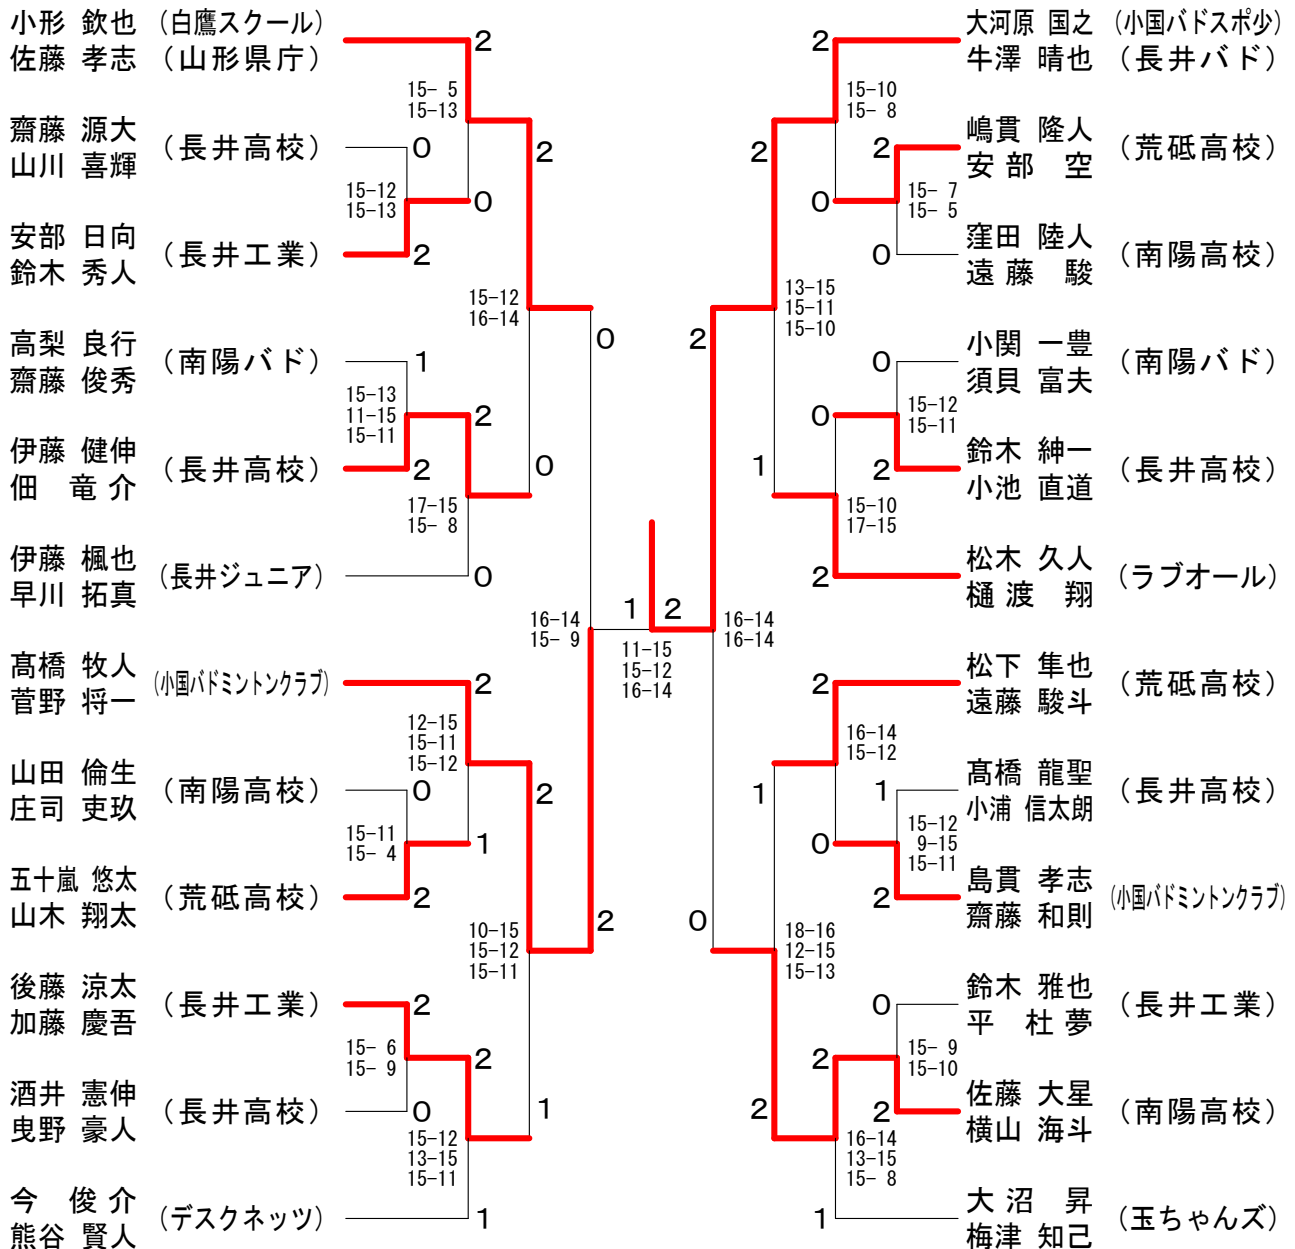 小形 欽也 (白鷹スクール)
佐藤 孝志 (山形県庁)
2
15- 5
15-13
齋藤 源大
山川 喜輝
(長井高校)
0
2
15-12
15-13
0
安部 日向
鈴木 秀人
(長井工業)
2
15-12
16-14
0
高梨 良行
齋藤 俊秀
(南陽バド)
1
15-13
11-15
15-11
2
伊藤 健伸
佃 竜介
(長井高校)
2
0
17-15
15- 8
伊藤 楓也
早川 拓真
(長井ジュニア)
0
16-14
15- 9
髙橋 牧人
菅野 将一
(小国バドミントンクラブ)
2
12-15
15-11
15-12
山田 倫生
庄司 吏玖
(南陽高校)
0
2
15-11
15- 4
1
五十嵐 悠太
山木 翔太
(荒砥高校)
2
2
10-15
15-12
15-11
後藤 涼太
加藤 慶吾
(長井工業)
2
15- 6
15- 9
2
酒井 憲伸
曳野 豪人
(長井高校)
0
1
15-12
13-15
15-11
今 俊介
熊谷 賢人
(デスクネッツ)
1
1 2
11-15
15-12
16-14
大河原 国之 (小国バドスポ少)
牛澤 晴也 (長井バド)
2
15-10
15- 8
嶋貫 隆人
安部 空
(荒砥高校)
2
2
15- 7
15- 5
0
窪田 陸人
遠藤 駿
(南陽高校)
0
13-15
15-11
15-10
2
小関 一豊
須貝 富夫
(南陽バド)
0
15-12
15-11
0
鈴木 紳一
小池 直道
(長井高校)
2
1
15-10
17-15
松木 久人
樋渡 翔
(ラブオール)
2
16-14
16-14
松下 隼也
遠藤 駿斗
(荒砥高校)
2
16-14
15-12
髙橋 龍聖
小浦 信太朗
(長井高校)
1
1
15-12
9-15
15-11
0
島貫 孝志
齋藤 和則
(小国バドミントンクラブ)
2
0
18-16
12-15
15-13
鈴木 雅也
平 杜夢
(長井工業)
0
15- 9
15-10
2
佐藤 大星
横山 海斗
(南陽高校)
2
2
16-14
13-15
15- 8
大沼 昇
梅津 知己
(玉ちゃんズ)
1